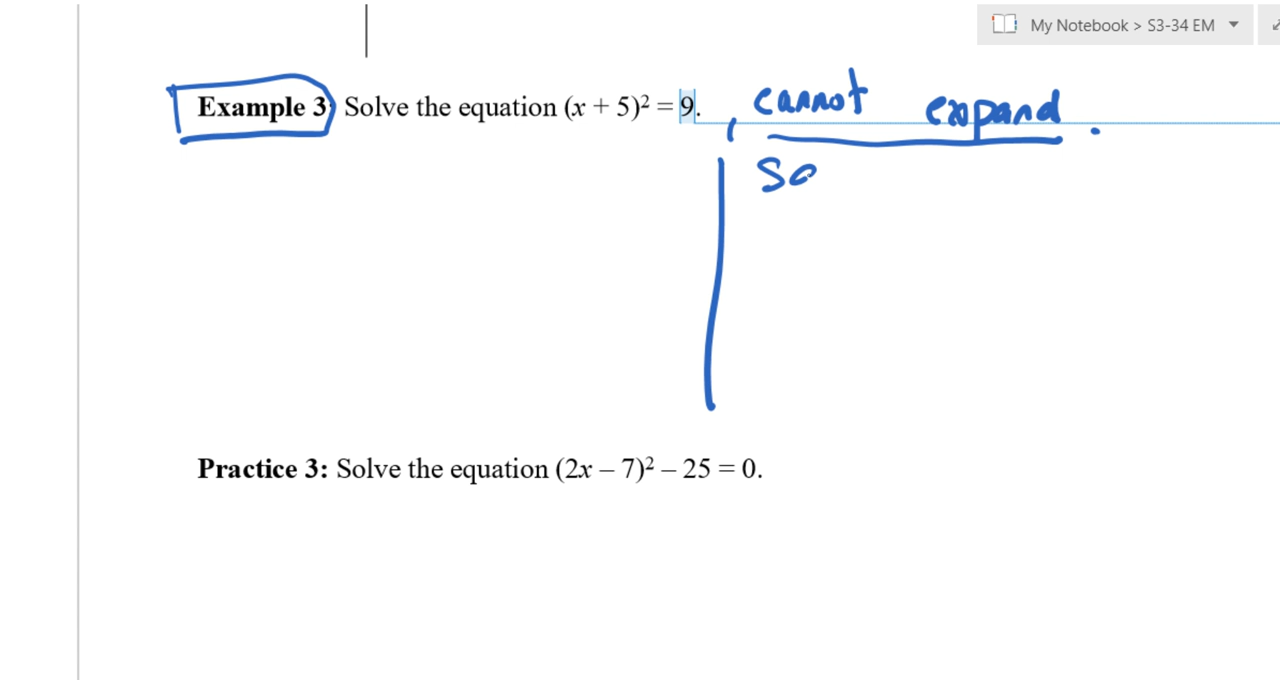 My Notebook > S3-34 EM
Example 3: Solve the equation (x + 5)² = 9. , cannot expand.
so
Practice 3: Solve the equation (2x – 7)² – 25 = 0.